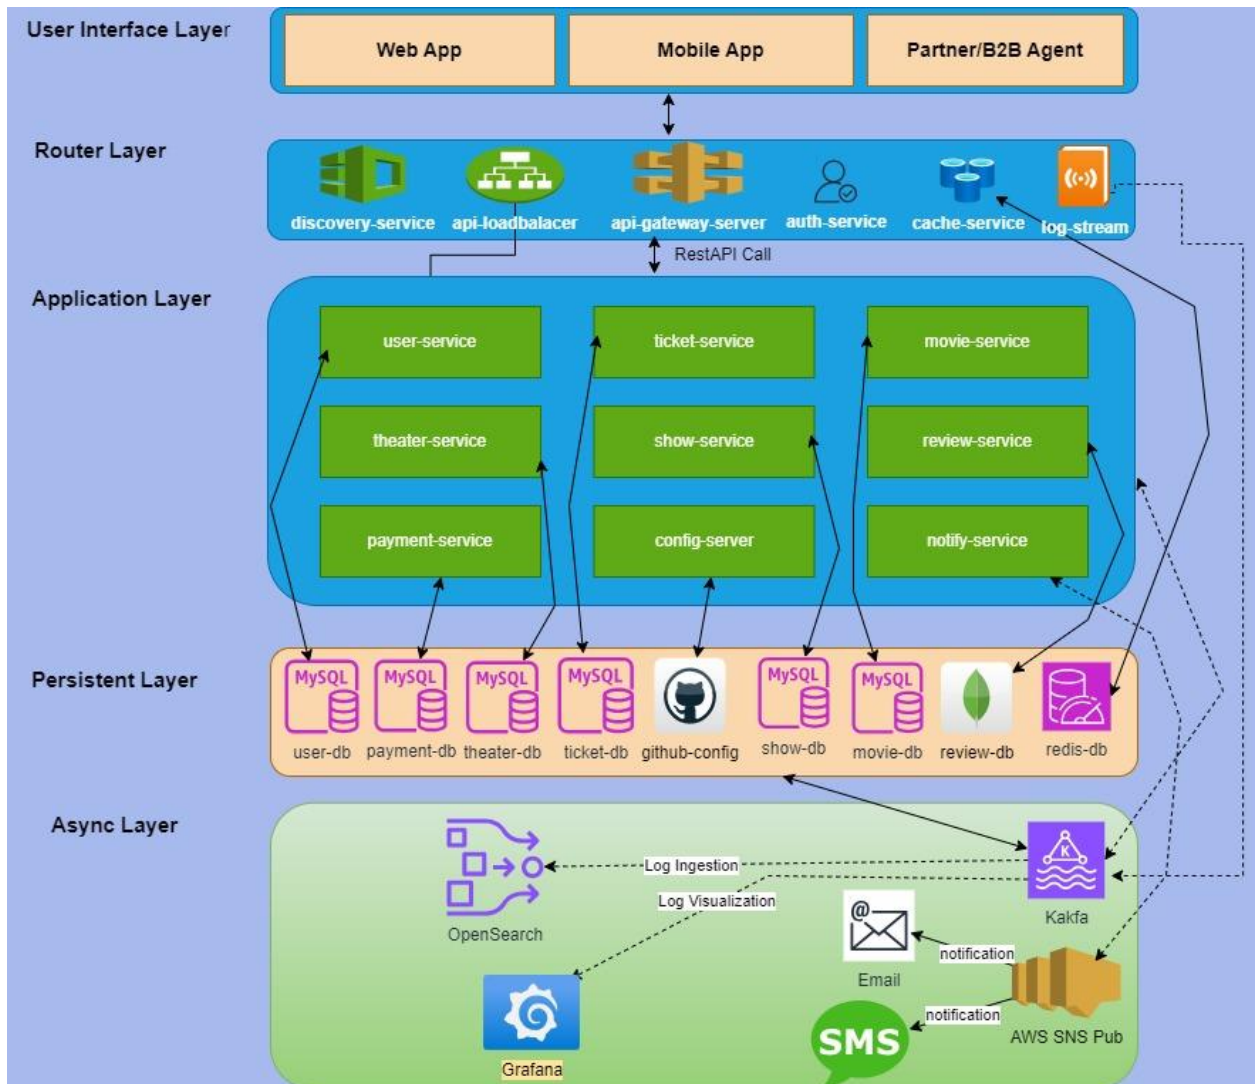 User Interface Layer
Web App
Mobile App
Partner/B2B Agent
Router Layer
discovery-service
api-loadbalacer
api-gateway-server
auth-service
cache-service
log-stream
RestAPI Call
Application Layer
user-service
ticket-service
movie-service
theater-service
show-service
review-service
payment-service
config-server
notify-service
Persistent Layer
MySQL
MySQL
MySQL
MySQL
MySQL
MySQL
user-db
payment-db
theater-db
ticket-db
github-config
show-db
movie-db
review-db
redis-db
Async Layer
K
Log Ingestion
Log Visualization
OpenSearch
Kakfa
@
Email
notification
notification
SMS
AWS SNS Pub
Grafana